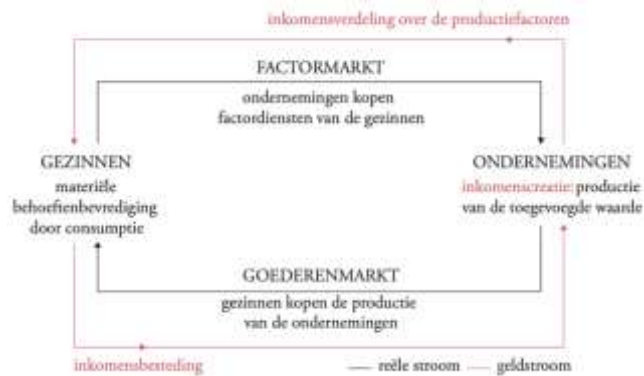 inkomensverdeling over de productiefactoren
FACTORMARKT
ondernemingen kopen
factordiensten van de gezinnen
GEZINNEN
materiële
behoeftenbevrediging
door consumptie
ONDERNEMINGEN
inkomenscreatie: productie
van de toegevoegde waarde
GOEDERENMARKT
gezinnen kopen de productie
van de ondernemingen
inkomensbesteding
reële stroom
geldstroom